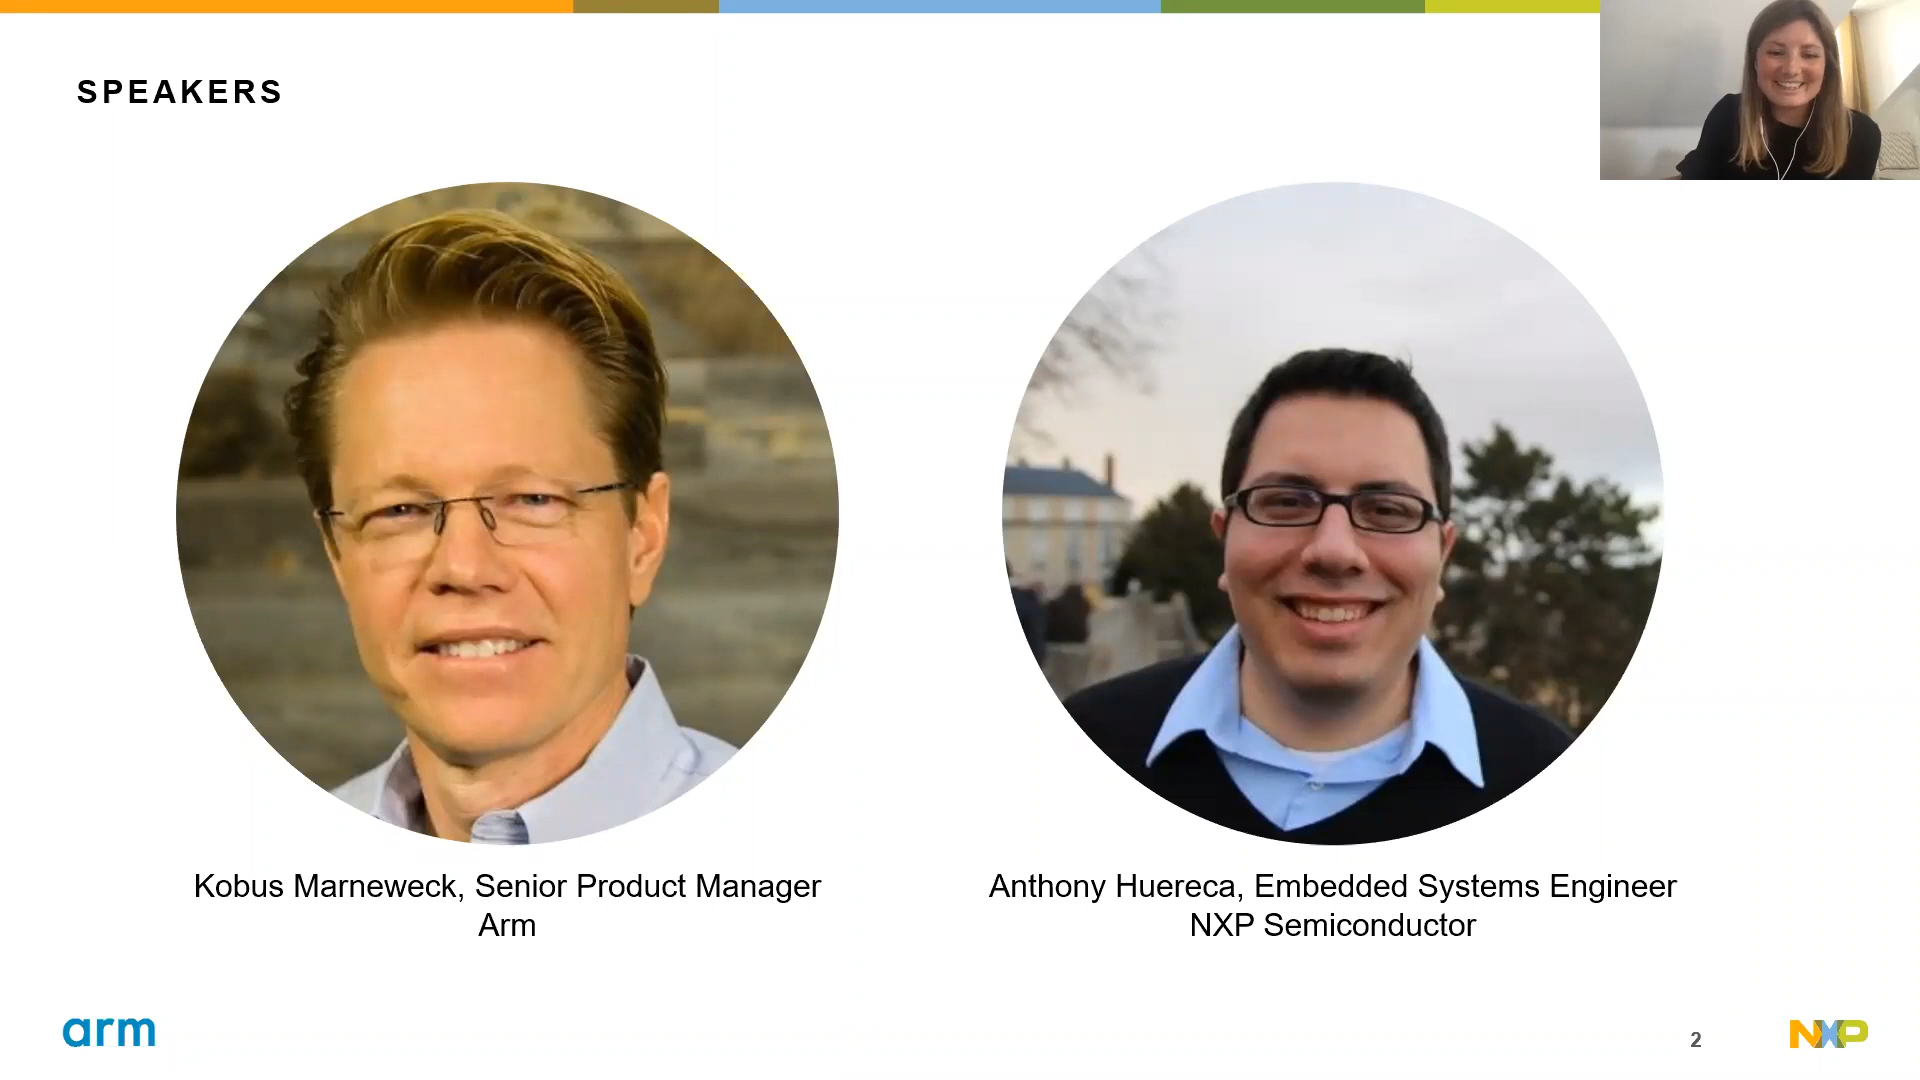 SPEAKERS
Kobus Marneweck, Senior Product Manager
Arm
Anthony Huereca, Embedded Systems Engineer
NXP Semiconductor
arm
2
NXP